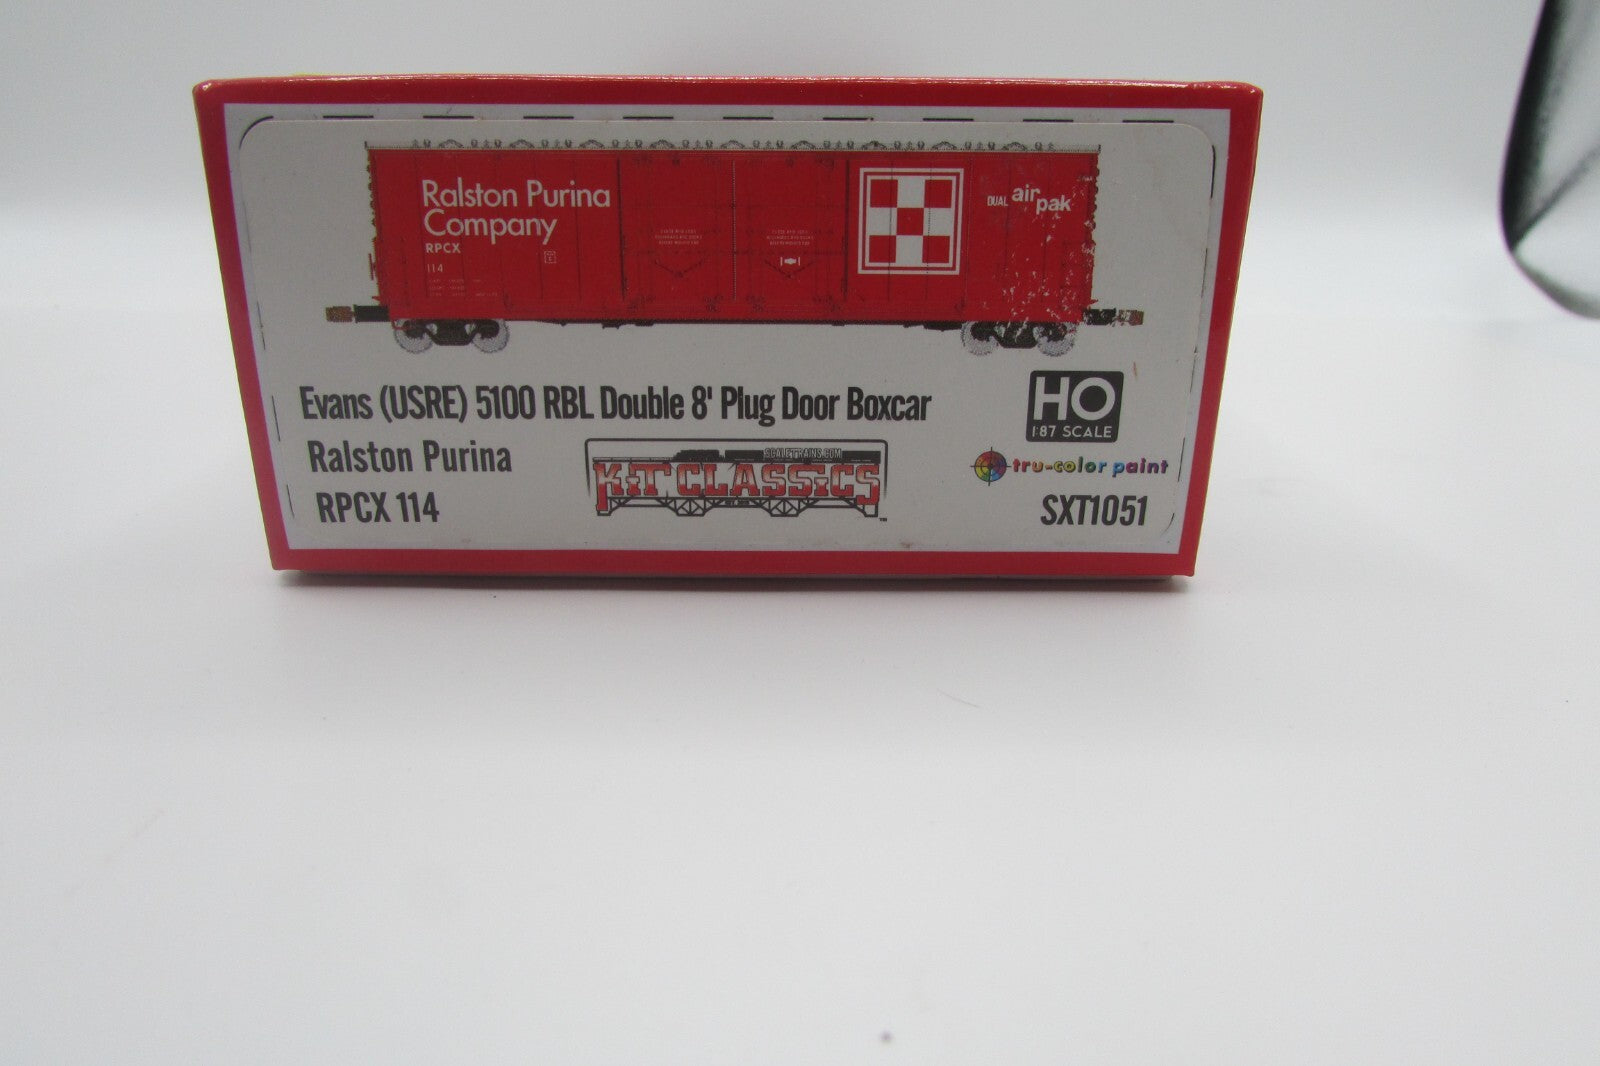 Ralston Purina
Company
RPCX
114
DUAL air pak
Evans (USRE) 5100 RBL Double 8' Plug Door Boxcar
HO
1:87 SCALE
Ralston Purina
SCALETRAINS.COM
KIT CLASSICS
TM
tru-color paint
RPCX 114
SXT1051